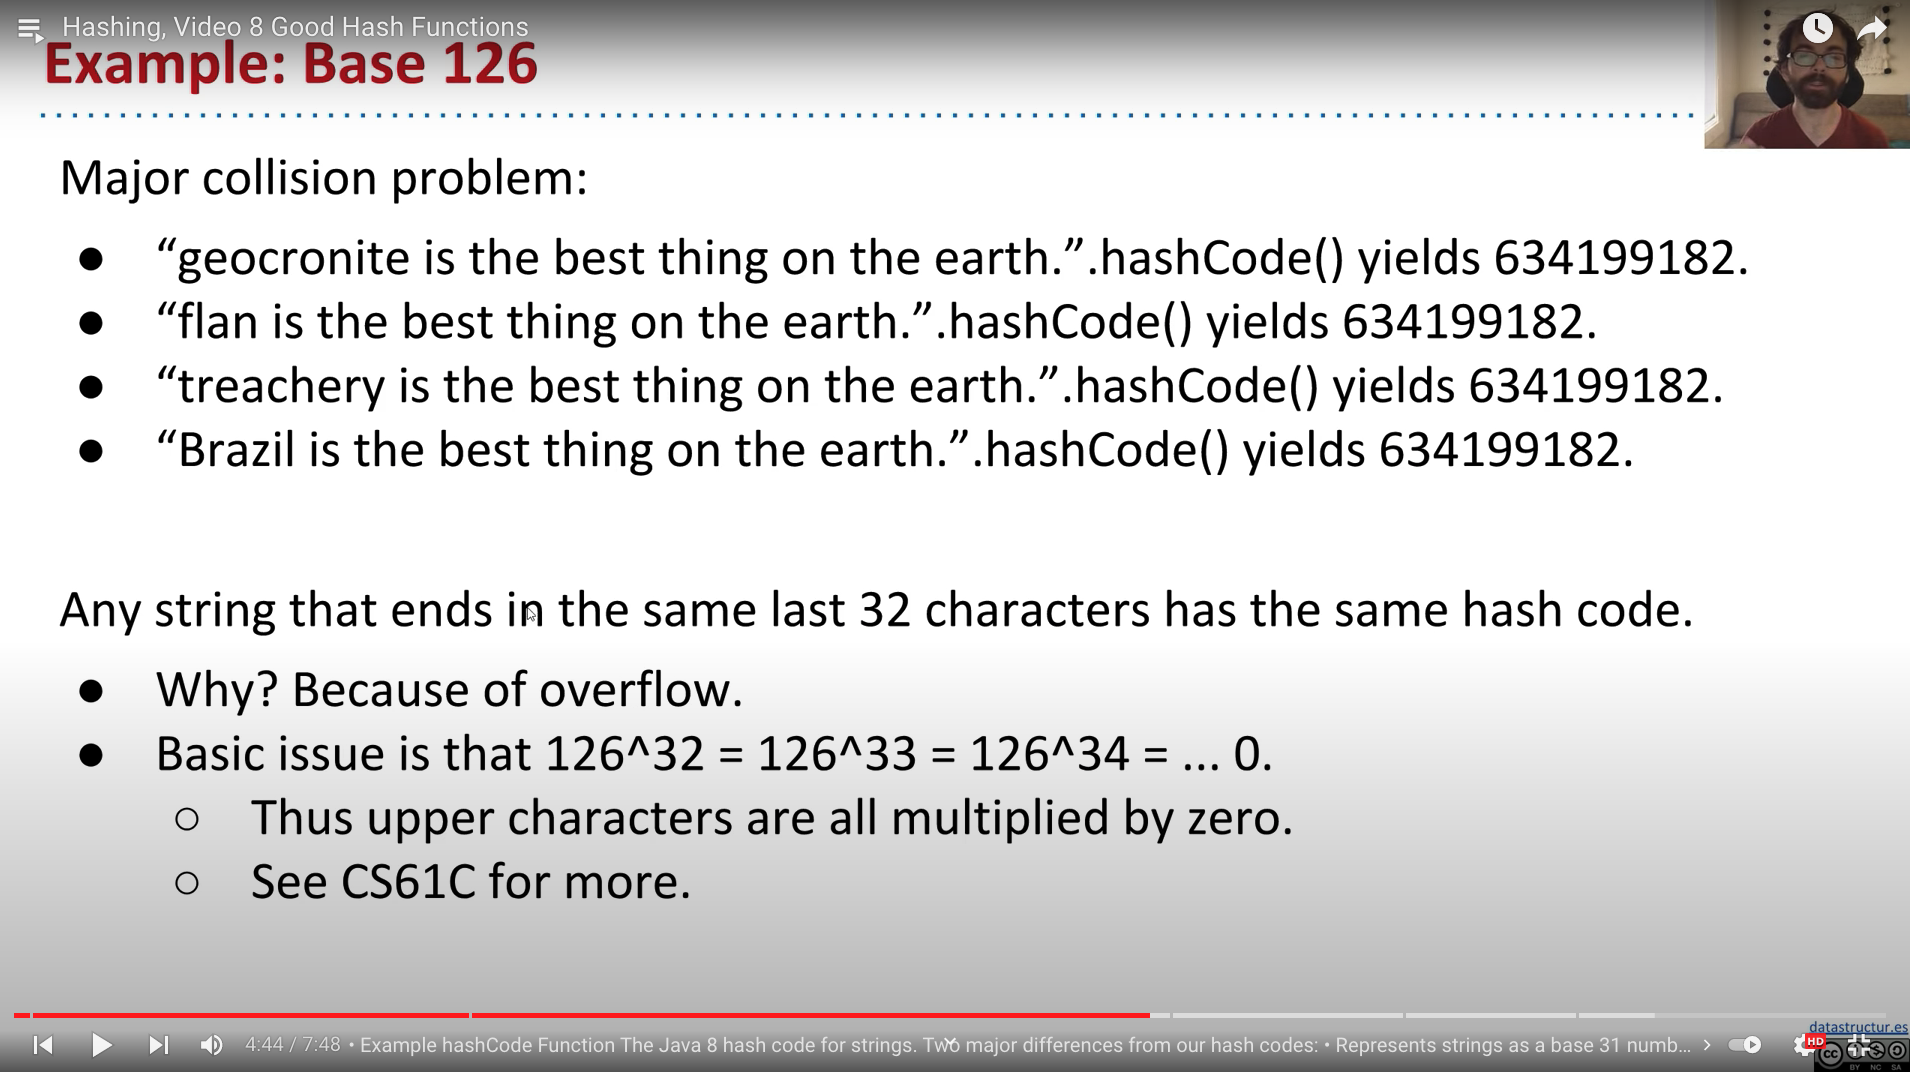 Hashing, Video 8 Good Hash Functions
Example: Base 126
Major collision problem:
● “geocronite is the best thing on the earth.”.hashCode() yields 634199182.
● “flan is the best thing on the earth.”.hashCode() yields 634199182.
● “treachery is the best thing on the earth.”.hashCode() yields 634199182.
● “Brazil is the best thing on the earth.”.hashCode() yields 634199182.
Any string that ends in the same last 32 characters has the same hash code.
● Why? Because of overflow.
● Basic issue is that 126^32 = 126^33 = 126^34 = ... 0.
○ Thus upper characters are all multiplied by zero.
○ See CS61C for more.
datastructur.es
4:44 / 7:48 • Example hashCode Function The Java 8 hash code for strings. Two major differences from our hash codes: • Represents strings as a base 31 numb...
HD
cc
BY NC SA